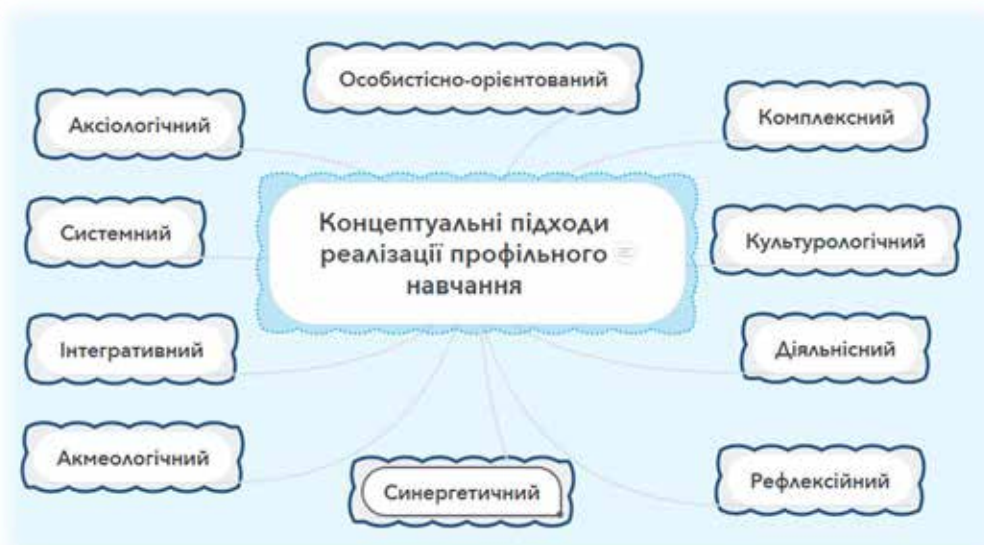 Особистісно-орієнтований
Аксіологічний
Комплексний
Системний
Концептуальні підходи
реалізації профільного
навчання
Культурологічний
Інтегративний
Діяльнісний
Акмеологічний
Синергетичний
Рефлексійний